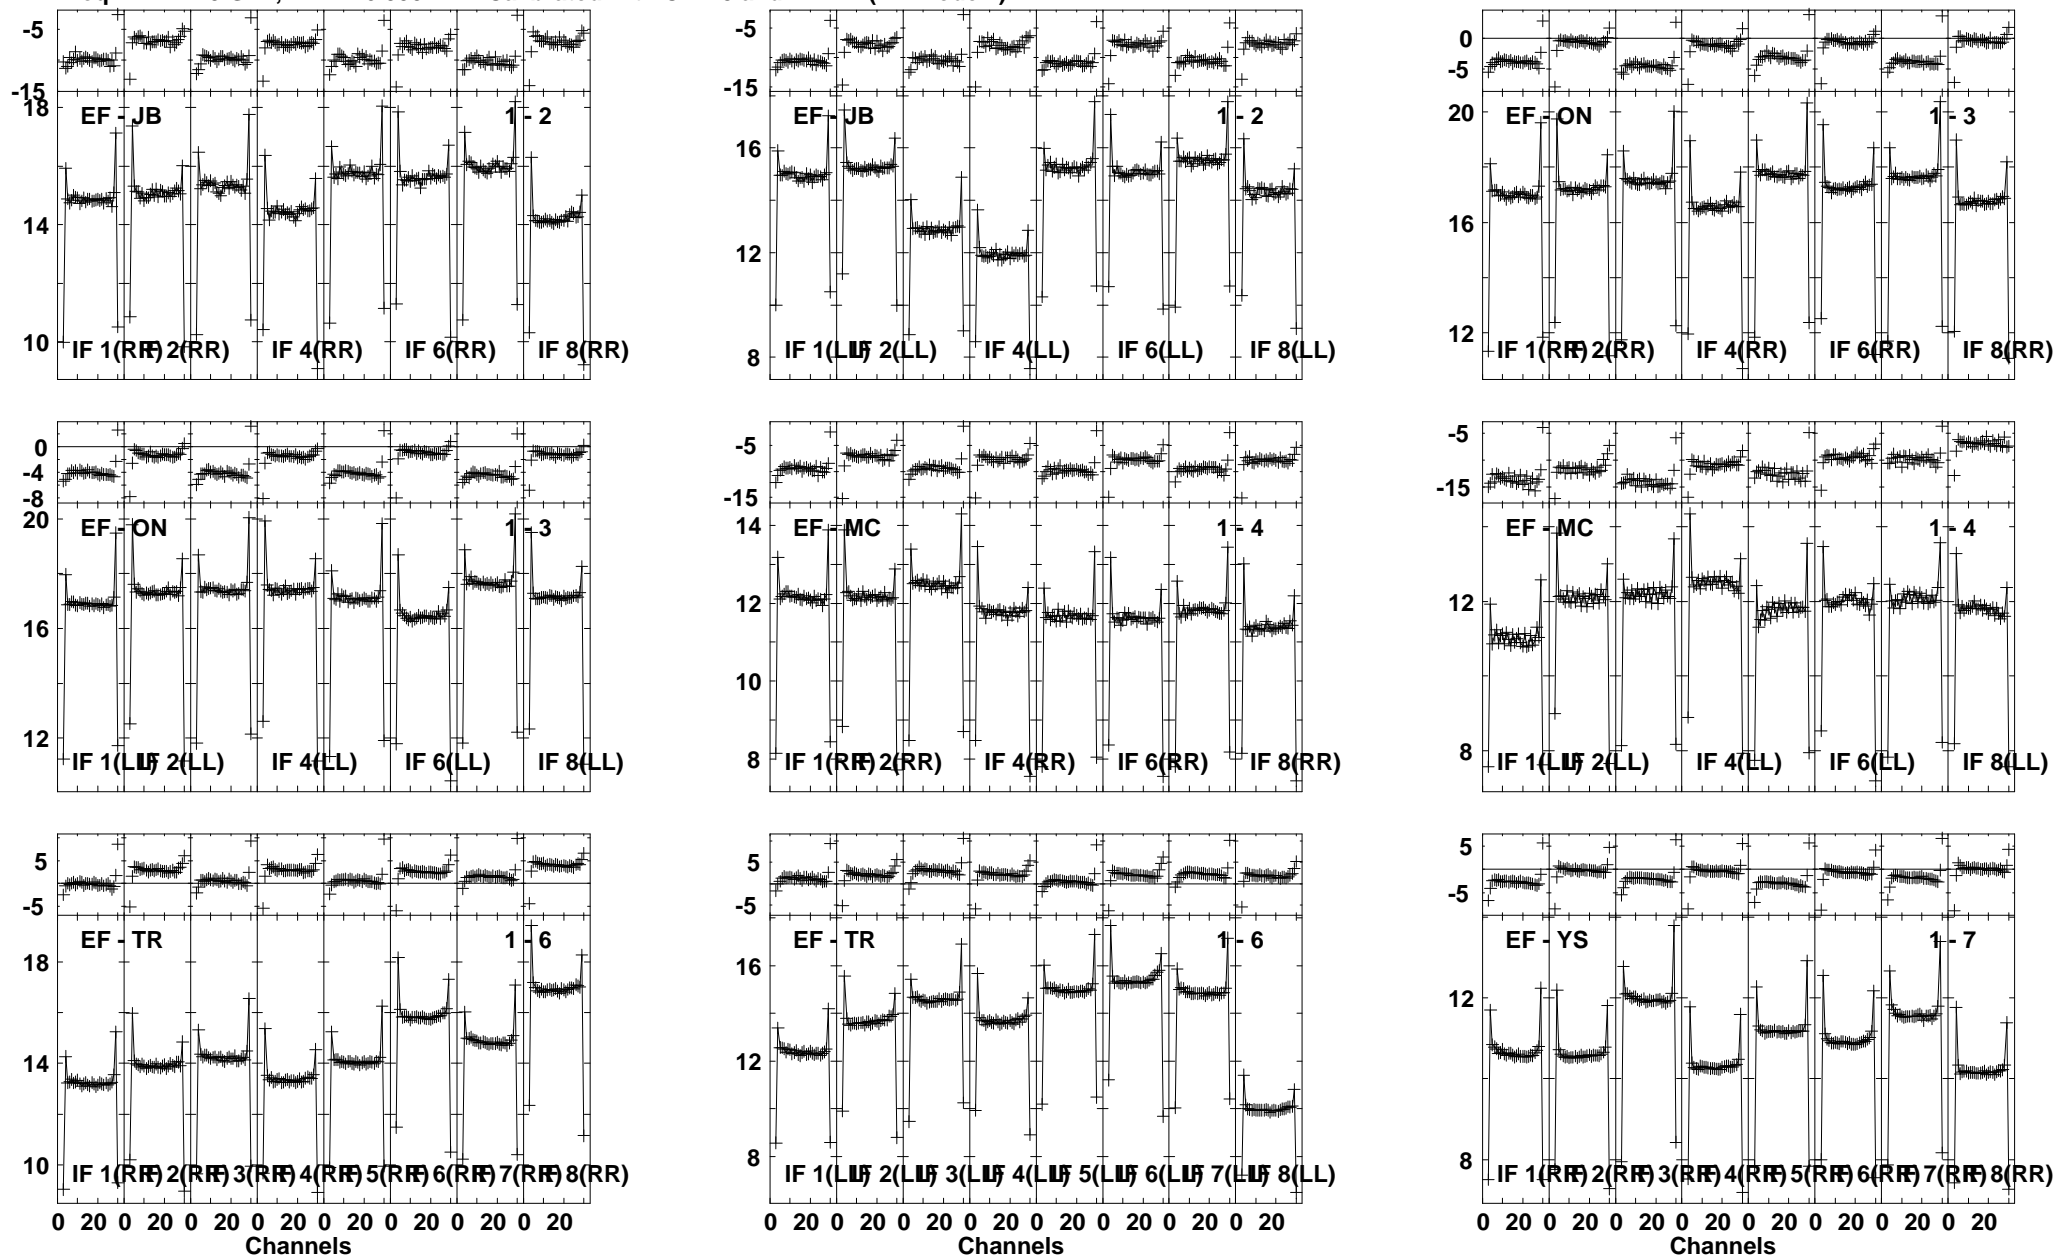 -5
-15
18
14
10
EF - JB
1 - 2
IF 1(RR)
IF 2(RR)
IF 4(RR)
IF 6(RR)
IF 8(RR)
-5
-15
16
12
8
EF - JB
1 - 2
IF 1(LL)
IF 2(LL)
IF 4(LL)
IF 6(LL)
IF 8(LL)
0
-5
20
16
12
EF - ON
1 - 3
IF 1(RR)
IF 2(RR)
IF 4(RR)
IF 6(RR)
IF 8(RR)
0
-4
-8
20
16
12
EF - ON
1 - 3
IF 1(LL)
IF 2(LL)
IF 4(LL)
IF 6(LL)
IF 8(LL)
-5
-15
14
12
10
8
EF - MC
1 - 4
IF 1(RR)
IF 2(RR)
IF 4(RR)
IF 6(RR)
IF 8(RR)
-5
-15
12
8
EF - MC
1 - 4
IF 1(LL)
IF 2(LL)
IF 4(LL)
IF 6(LL)
IF 8(LL)
5
-5
18
14
10
EF - TR
1 - 6
IF 1(RR)
IF 2(RR)
IF 3(RR)
IF 4(RR)
IF 5(RR)
IF 6(RR)
IF 7(RR)
IF 8(RR)
0 20 0 20 0 20 0 20 0 20 0 20 0 20 0 20
Channels
5
-5
16
12
8
EF - TR
1 - 6
IF 1(LL)
IF 2(LL)
IF 3(LL)
IF 4(LL)
IF 5(LL)
IF 6(LL)
IF 7(LL)
IF 8(LL)
0 20 0 20 0 20 0 20 0 20 0 20 0 20 0 20
Channels
5
-5
12
8
EF - YS
1 - 7
IF 1(RR)
IF 2(RR)
IF 3(RR)
IF 4(RR)
IF 5(RR)
IF 6(RR)
IF 7(RR)
IF 8(RR)
0 20 0 20 0 20 0 20 0 20 0 20 0 20 0 20
Channels